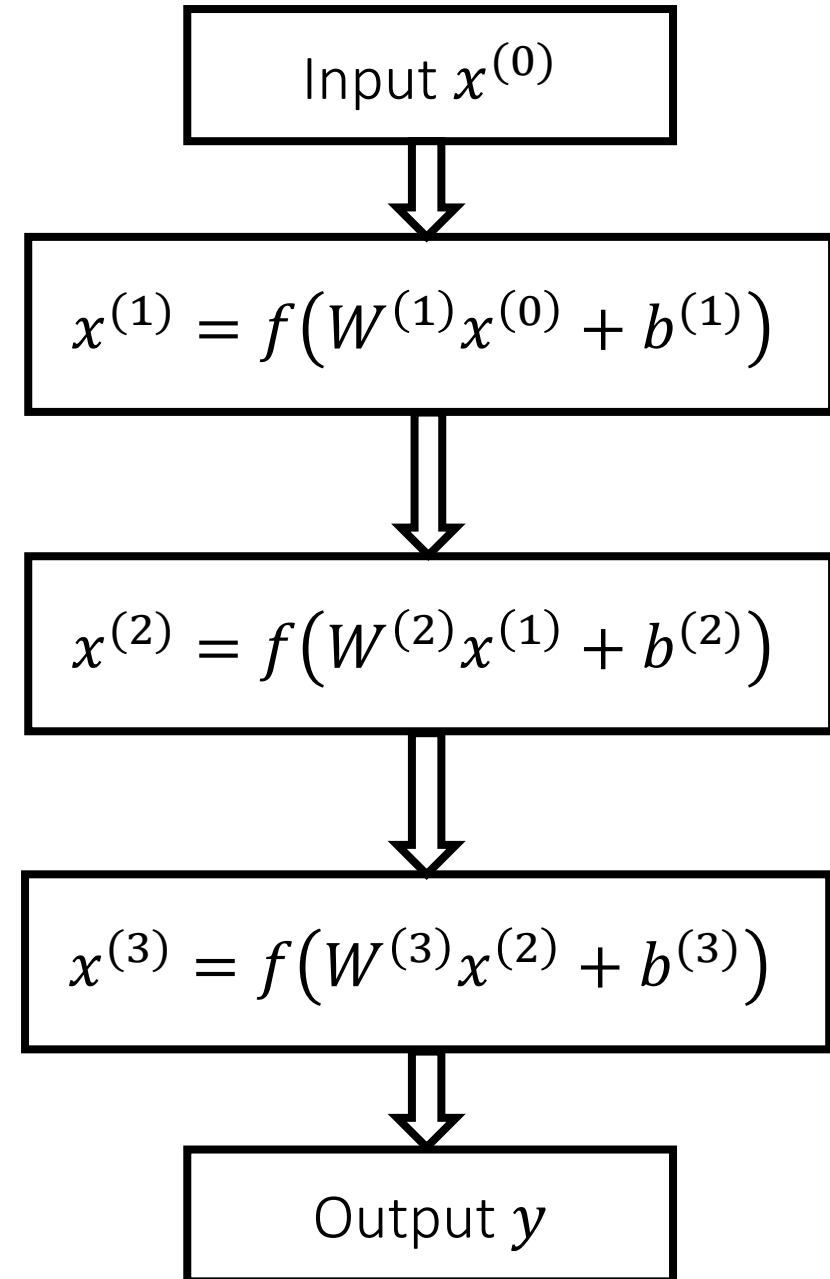 Input x⁽⁰⁾
x⁽¹⁾ = f(W⁽¹⁾x⁽⁰⁾ + b⁽¹⁾)
x⁽²⁾ = f(W⁽²⁾x⁽¹⁾ + b⁽²⁾)
x⁽³⁾ = f(W⁽³⁾x⁽²⁾ + b⁽³⁾)
Output y